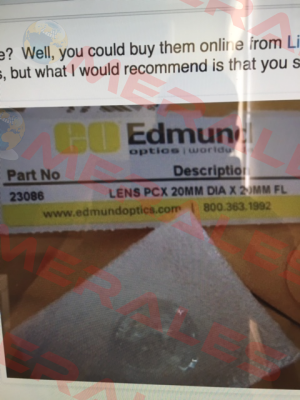 e? Well, you could buy them online from Li
s, but what I would recommend is that you s
EO Edmund
optics | worldw
Part No Description
23086 LENS PCX 20MM DIA X 20MM FL
www.edmundoptics.com | 800.363.1992